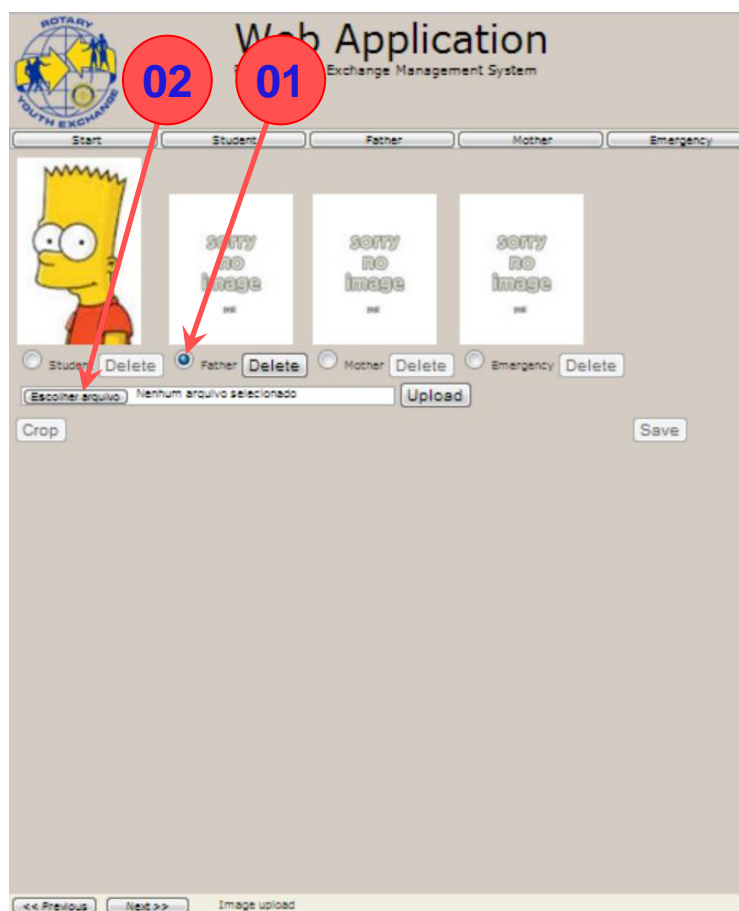 ROTARY
YOUTH EXCHANGE
Web Application
Exchange Management System
02
01
Start
Student
Father
Mother
Emergency
sorry
no
image
sorry
no
image
sorry
no
image
Student
Delete
Father
Delete
Mother
Delete
Emergency
Delete
Escolher arquivo
Nenhum arquivo selecionado
Upload
Crop
Save
<< Previous
Next >>
Image upload